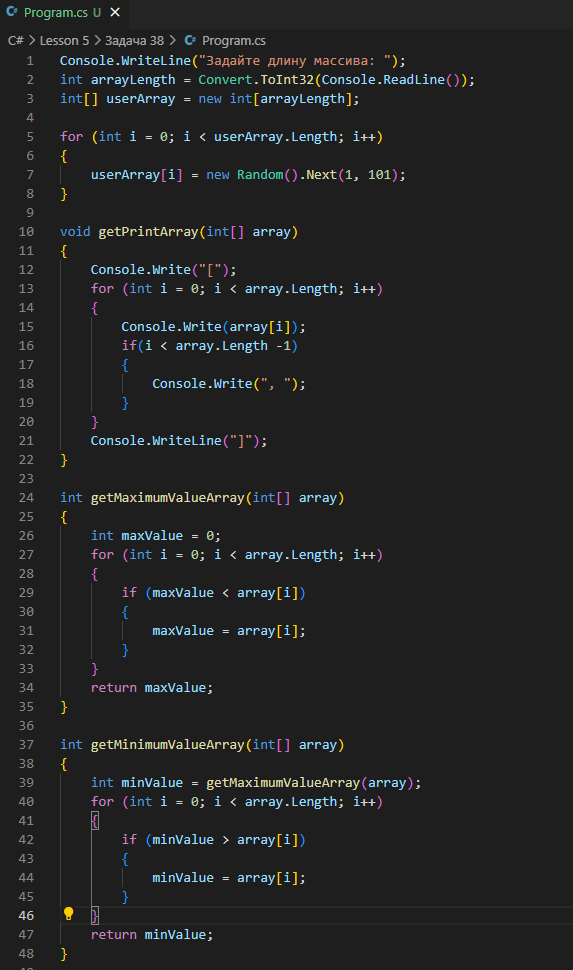 Program.cs U
C# > Lesson 5 > Задача 38 > Program.cs
1 Console.WriteLine("Задайте длину массива: ");
2 int arrayLength = Convert.ToInt32(Console.ReadLine());
3 int[] userArray = new int[arrayLength];
4
5 for (int i = 0; i < userArray.Length; i++)
6 {
7     userArray[i] = new Random().Next(1, 101);
8 }
9
10 void getPrintArray(int[] array)
11 {
12     Console.Write("[");
13     for (int i = 0; i < array.Length; i++)
14     {
15         Console.Write(array[i]);
16         if(i < array.Length -1)
17         {
18             Console.Write(", ");
19         }
20     }
21     Console.WriteLine("]");
22 }
23
24 int getMaximumValueArray(int[] array)
25 {
26     int maxValue = 0;
27     for (int i = 0; i < array.Length; i++)
28     {
29         if (maxValue < array[i])
30         {
31             maxValue = array[i];
32         }
33     }
34     return maxValue;
35 }
36
37 int getMinimumValueArray(int[] array)
38 {
39     int minValue = getMaximumValueArray(array);
40     for (int i = 0; i < array.Length; i++)
41     {
42         if (minValue > array[i])
43         {
44             minValue = array[i];
45         }
46     }
47     return minValue;
48 }